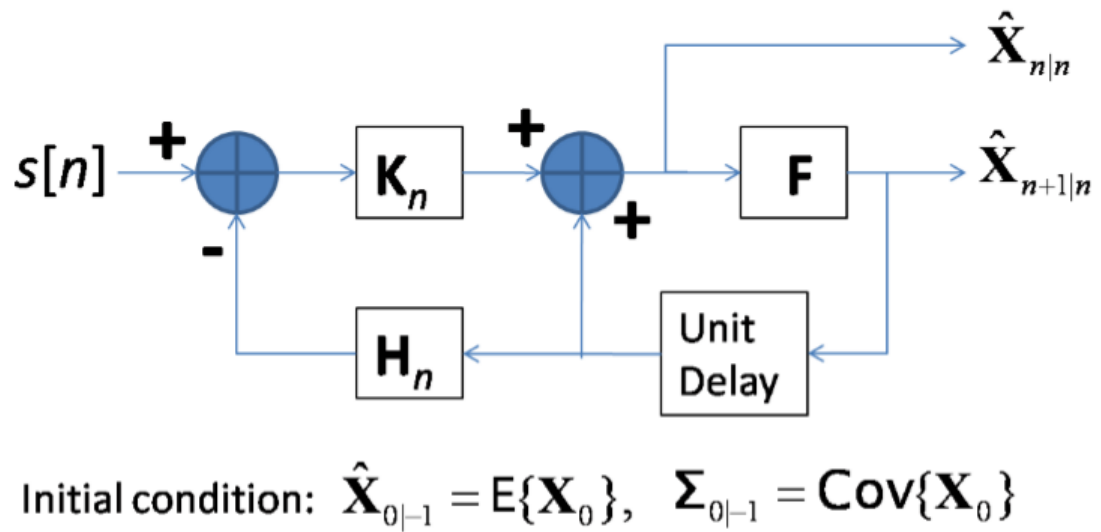 X̂ₙ|ₙ
+ +
s[n] Kₙ F X̂ₙ₊₁|ₙ
- +
Hₙ Unit
Delay
Initial condition: X̂₀|₋₁ = E{X₀}, Σ₀|₋₁ = Cov{X₀}